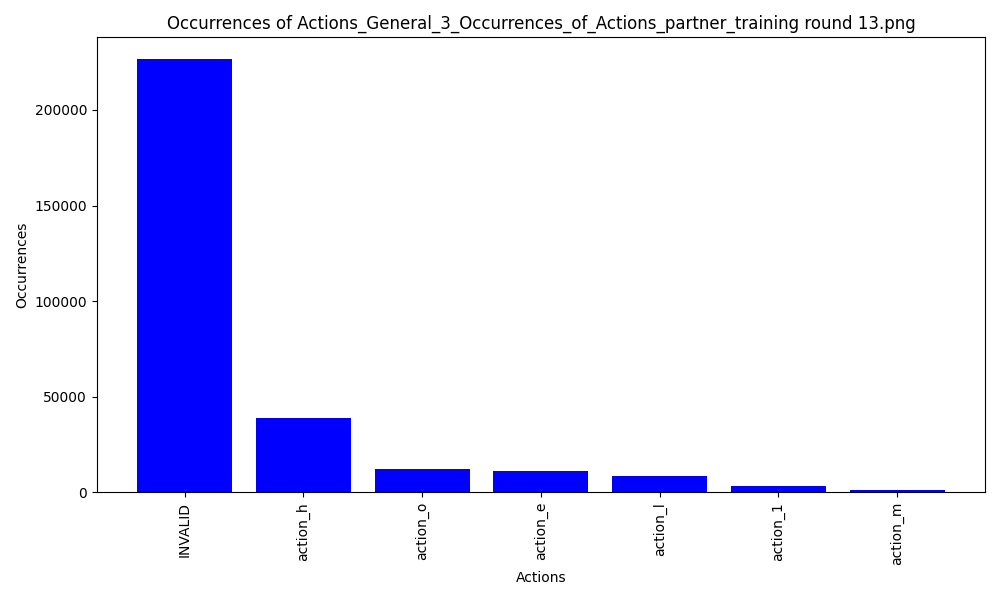 Occurrences of Actions_General_3_Occurrences_of_Actions_partner_training round 13.png
Occurrences
200000
150000
100000
50000
0
INVALID
action_h
action_o
action_e
action_l
action_1
action_m
Actions